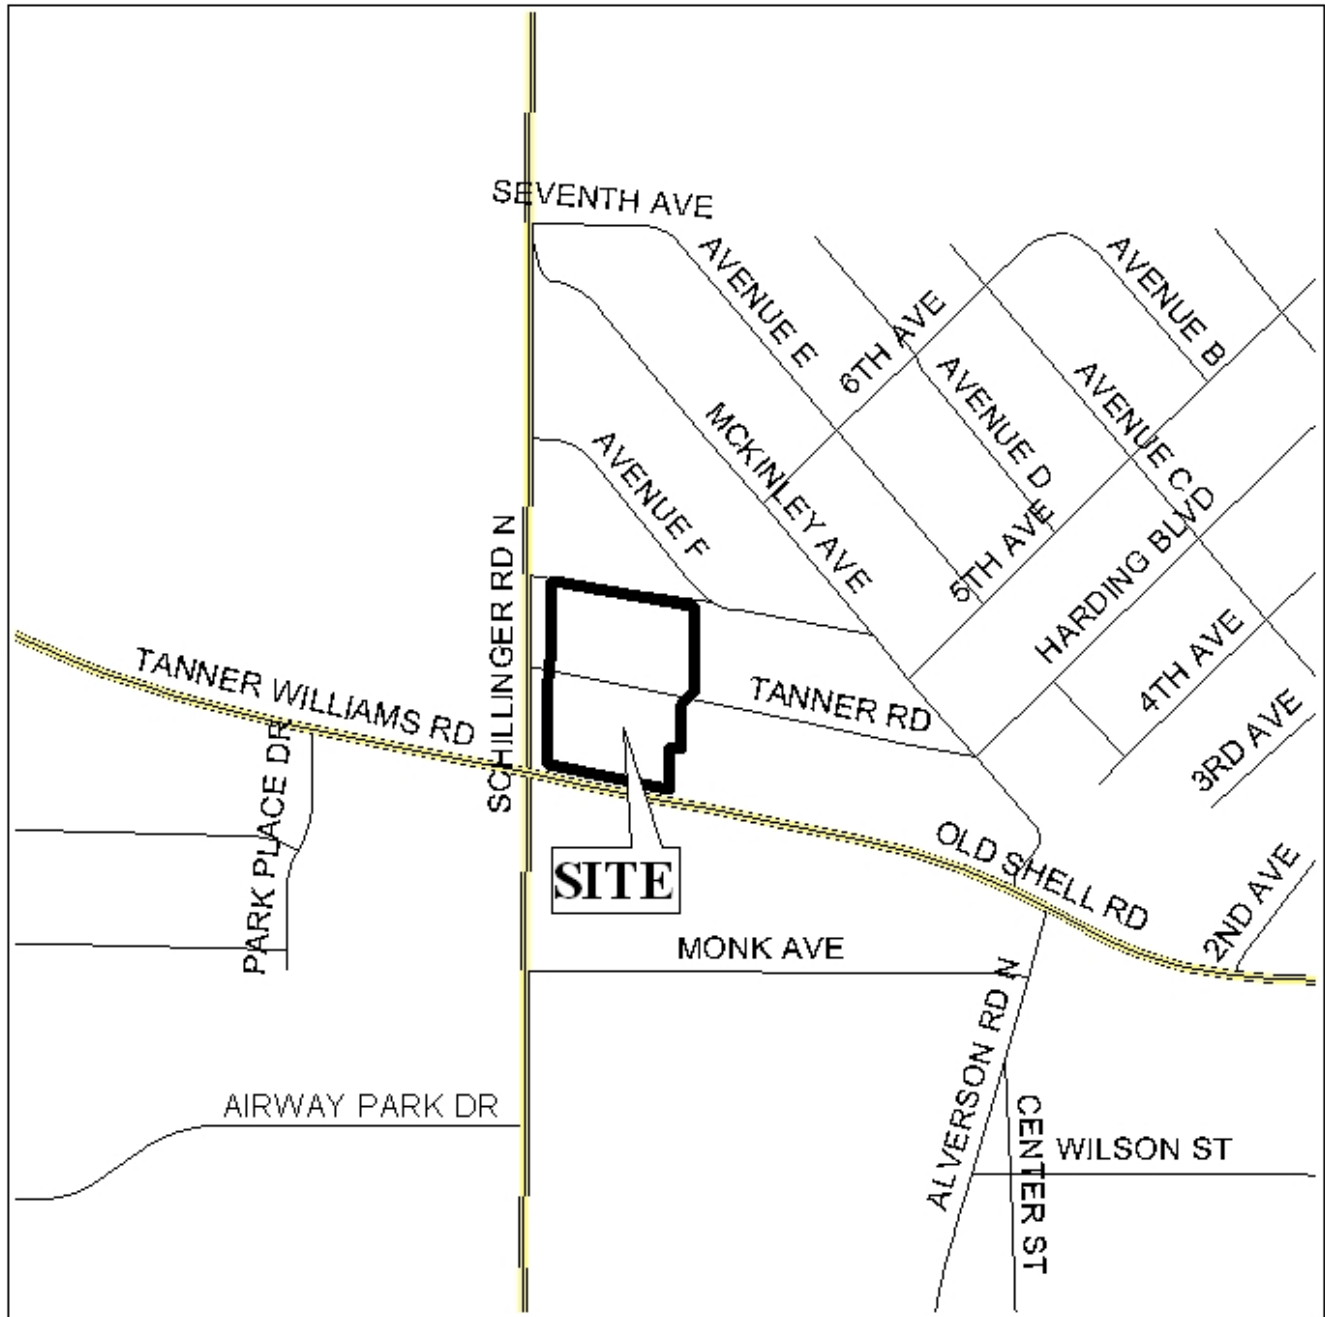 SEVENTH AVE
AVENUE E
6TH AVE
AVENUE B
AVENUE D
AVENUE C D
MCKINLEY AVE
AVENUE F
5TH AVE
HARDING BLVD
SCHILLINGER RD N
TANNER WILLIAMS RD
TANNER RD
4TH AVE
3RD AVE
PARK PLACE DR
OLD SHELL RD
SITE
2ND AVE
MONK AVE
ALVERSON RD N
AIRWAY PARK DR
CENTER ST
WILSON ST